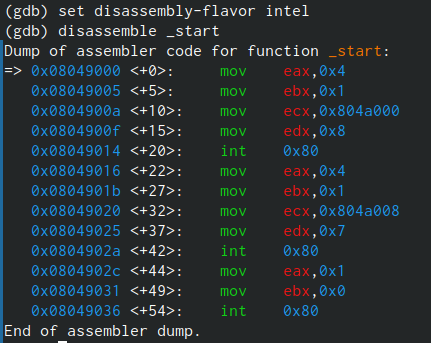 (gdb) set disassembly-flavor intel
(gdb) disassemble _start
Dump of assembler code for function _start:
=> 0x08049000 <+0>:     mov    eax,0x4
   0x08049005 <+5>:     mov    ebx,0x1
   0x0804900a <+10>:    mov    ecx,0x804a000
   0x0804900f <+15>:    mov    edx,0x8
   0x08049014 <+20>:    int    0x80
   0x08049016 <+22>:    mov    eax,0x4
   0x0804901b <+27>:    mov    ebx,0x1
   0x08049020 <+32>:    mov    ecx,0x804a008
   0x08049025 <+37>:    mov    edx,0x7
   0x0804902a <+42>:    int    0x80
   0x0804902c <+44>:    mov    eax,0x1
   0x08049031 <+49>:    mov    ebx,0x0
   0x08049036 <+54>:    int    0x80
End of assembler dump.